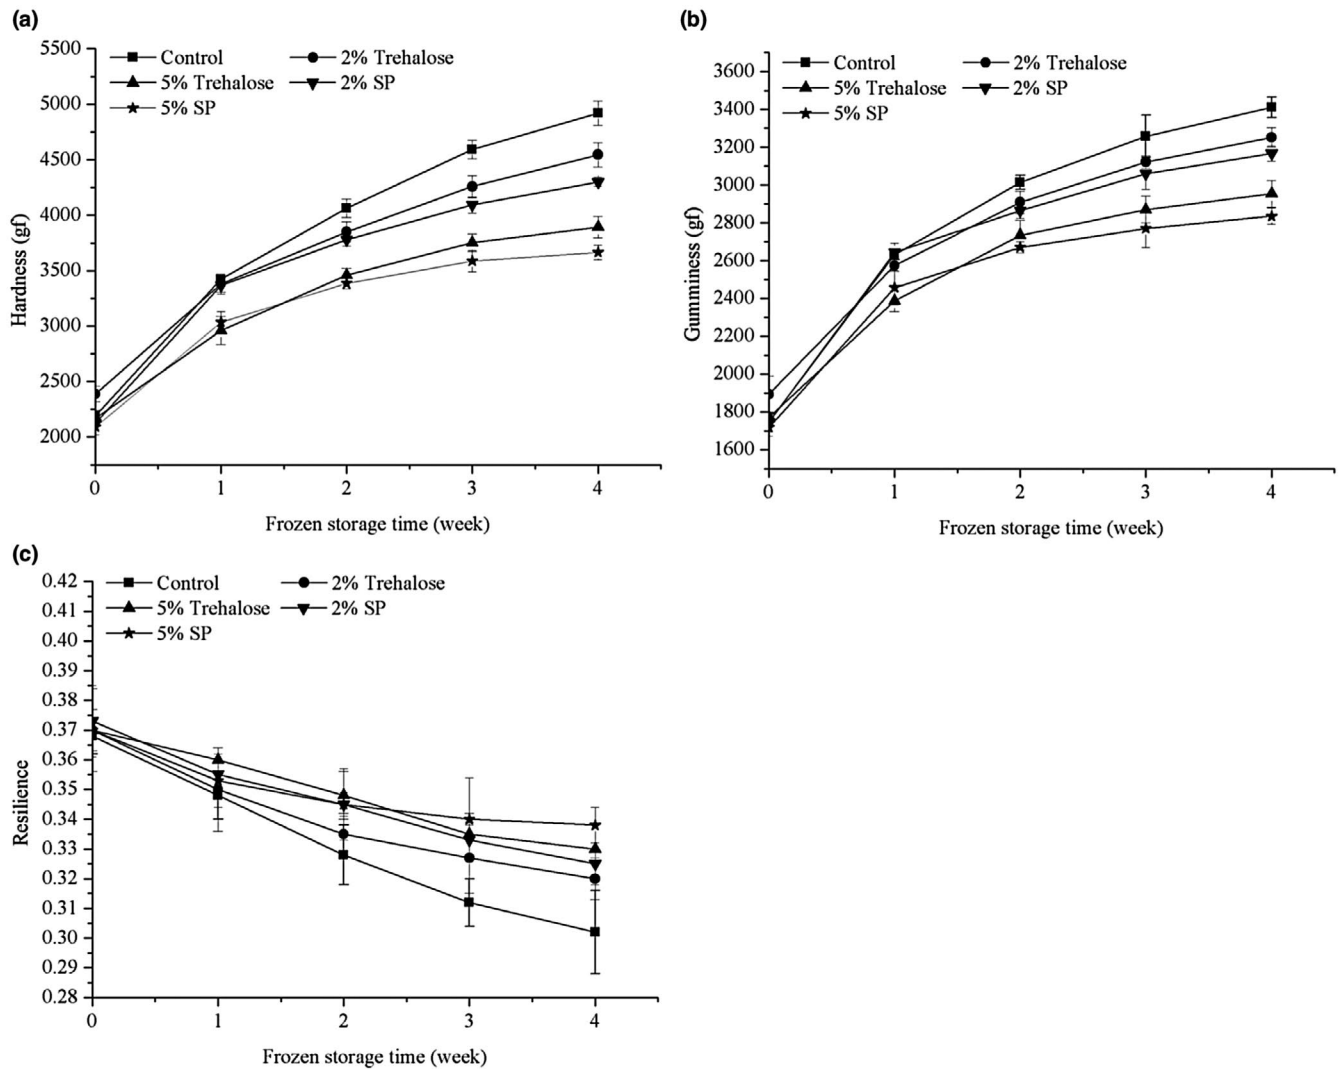 (a)
Control
2% Trehalose
5% Trehalose
2% SP
5% SP
Hardness (gf)
5500
5000
4500
4000
3500
3000
2500
2000
0 1 2 3 4
Frozen storage time (week)
(b)
Control
2% Trehalose
5% Trehalose
2% SP
5% SP
Gumminess (gf)
3600
3400
3200
3000
2800
2600
2400
2200
2000
1800
1600
0 1 2 3 4
Frozen storage time (week)
(c)
Control
2% Trehalose
5% Trehalose
2% SP
5% SP
Resilience
0.42
0.41
0.40
0.39
0.38
0.37
0.36
0.35
0.34
0.33
0.32
0.31
0.30
0.29
0.28
0 1 2 3 4
Frozen storage time (week)